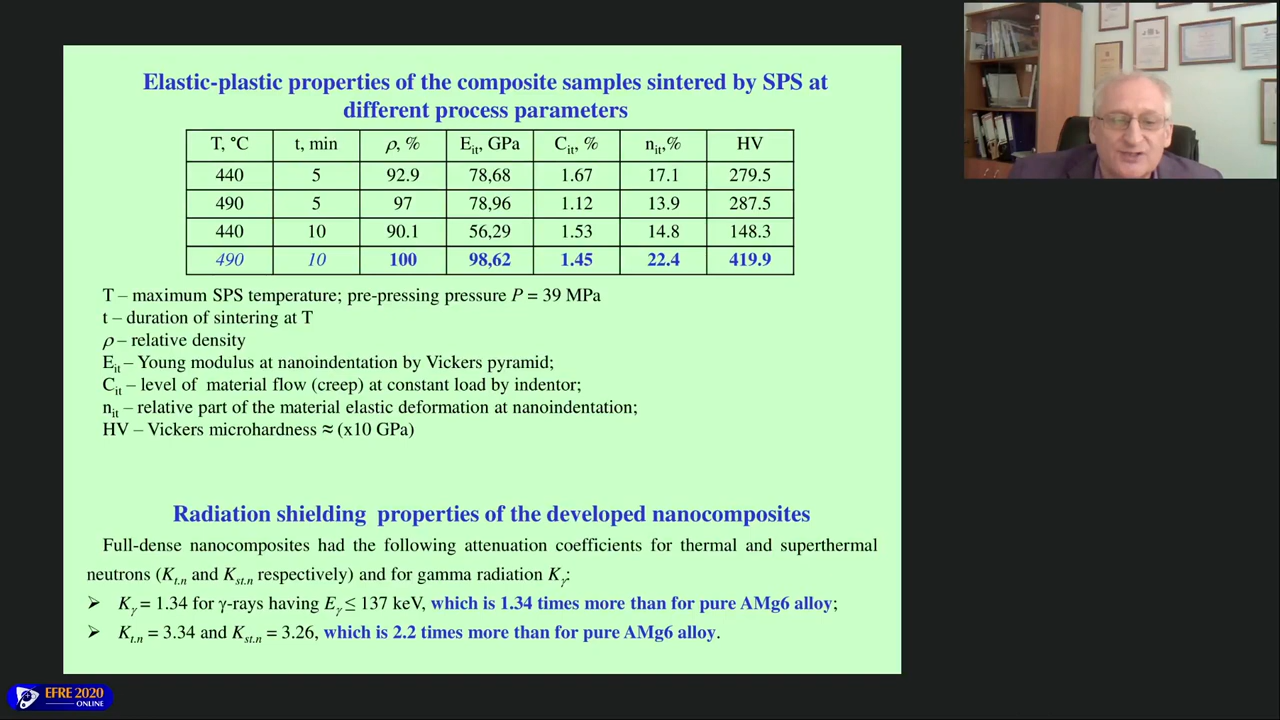 Elastic-plastic properties of the composite samples sintered by SPS at
different process parameters
T, °C t, min ρ, % Eit, GPa Cit, % nit,% HV
440 5 92.9 78,68 1.67 17.1 279.5
490 5 97 78,96 1.12 13.9 287.5
440 10 90.1 56,29 1.53 14.8 148.3
490 10 100 98,62 1.45 22.4 419.9
T – maximum SPS temperature; pre-pressing pressure P = 39 MPa
t – duration of sintering at T
ρ – relative density
Eit – Young modulus at nanoindentation by Vickers pyramid;
Cit – level of material flow (creep) at constant load by indentor;
nit – relative part of the material elastic deformation at nanoindentation;
HV – Vickers microhardness ≈ (x10 GPa)
Radiation shielding properties of the developed nanocomposites
Full-dense nanocomposites had the following attenuation coefficients for thermal and superthermal
neutrons (Kt.n and Kst.n respectively) and for gamma radiation Kγ:
➢ Kγ = 1.34 for γ-rays having Eγ ≤ 137 keV, which is 1.34 times more than for pure AMg6 alloy;
➢ Kt.n = 3.34 and Kst.n = 3.26, which is 2.2 times more than for pure AMg6 alloy.
EFRE 2020
ONLINE